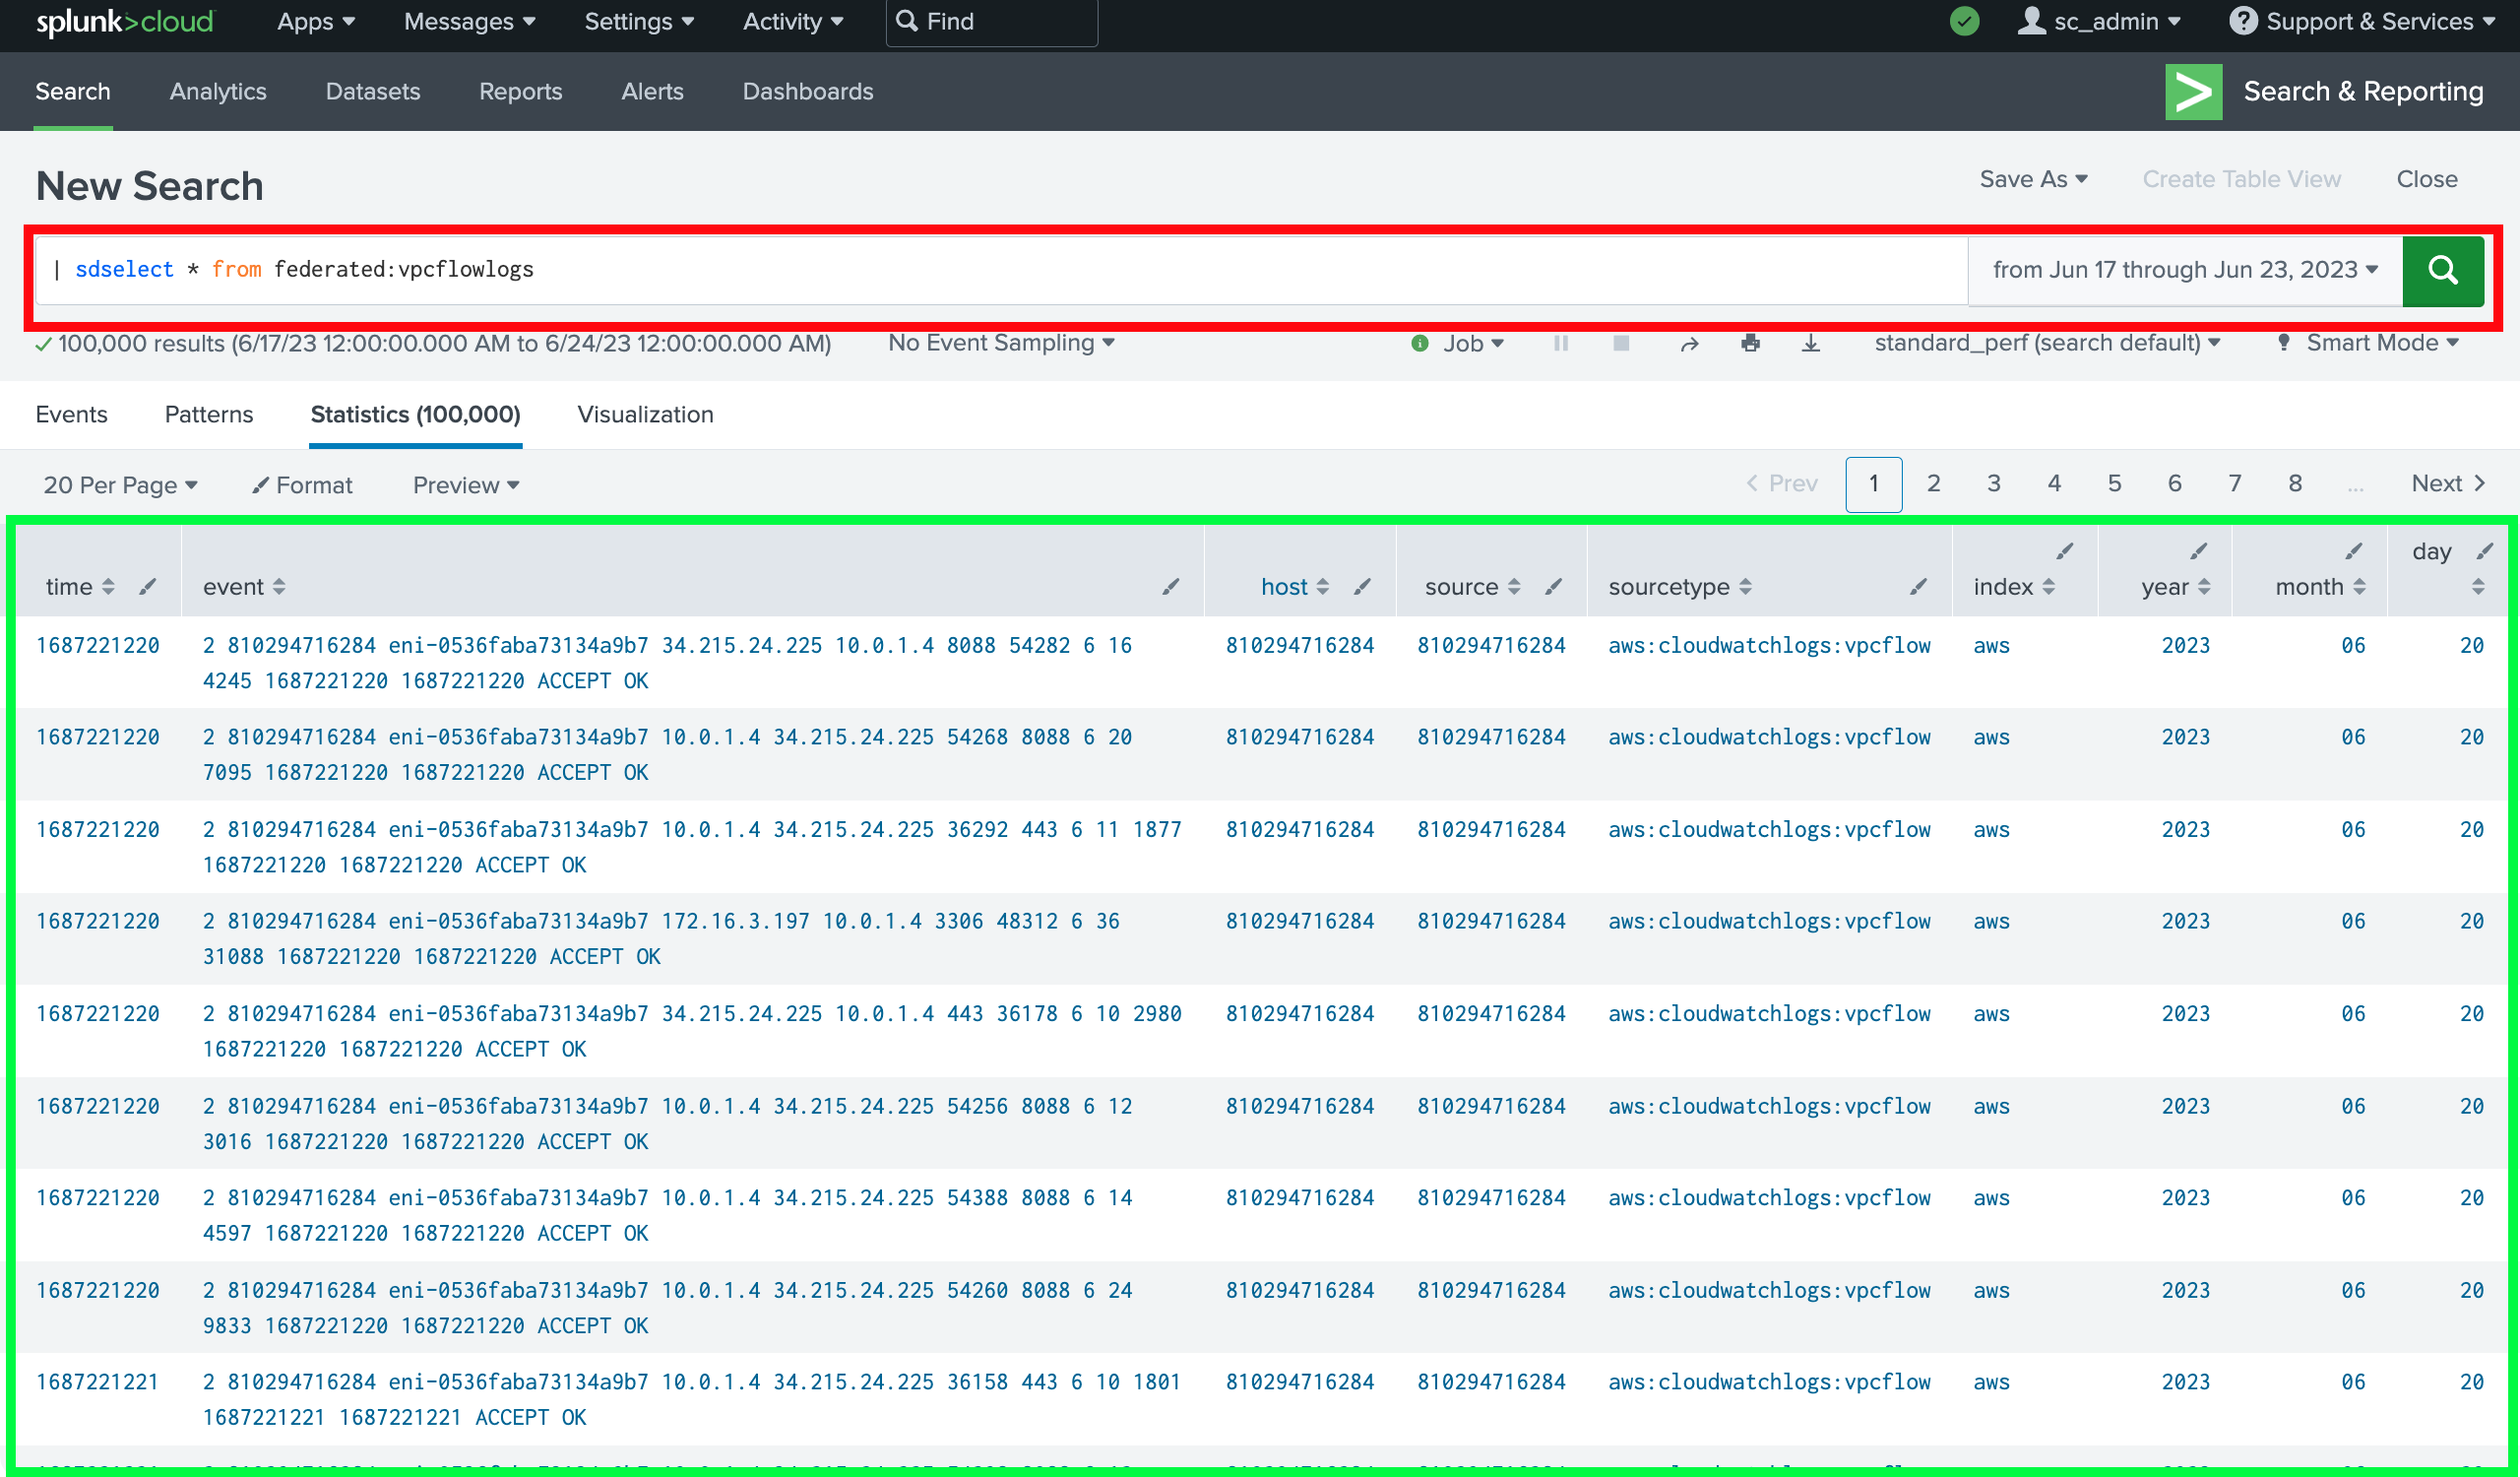 splunk>cloud Apps Messages Settings Activity Find sc_admin Support & Services
Search Analytics Datasets Reports Alerts Dashboards Search & Reporting
New Search Save As Create Table View Close
| sdselect * from federated:vpcflowlogs from Jun 17 through Jun 23, 2023
100,000 results (6/17/23 12:00:00.000 AM to 6/24/23 12:00:00.000 AM) No Event Sampling Job standard_perf (search default) Smart Mode
Events Patterns Statistics (100,000) Visualization
20 Per Page Format Preview < Prev 1 2 3 4 5 6 7 8 ... Next >
time event host source sourcetype index year month day
1687221220 2 810294716284 eni-0536faba73134a9b7 34.215.24.225 10.0.1.4 8088 54282 6 16 810294716284 810294716284 aws:cloudwatchlogs:vpcflow aws 2023 06 20
4245 1687221220 1687221220 ACCEPT OK
1687221220 2 810294716284 eni-0536faba73134a9b7 10.0.1.4 34.215.24.225 54268 8088 6 20 810294716284 810294716284 aws:cloudwatchlogs:vpcflow aws 2023 06 20
7095 1687221220 1687221220 ACCEPT OK
1687221220 2 810294716284 eni-0536faba73134a9b7 10.0.1.4 34.215.24.225 36292 443 6 11 1877 810294716284 810294716284 aws:cloudwatchlogs:vpcflow aws 2023 06 20
1687221220 1687221220 ACCEPT OK
1687221220 2 810294716284 eni-0536faba73134a9b7 172.16.3.197 10.0.1.4 3306 48312 6 36 810294716284 810294716284 aws:cloudwatchlogs:vpcflow aws 2023 06 20
31088 1687221220 1687221220 ACCEPT OK
1687221220 2 810294716284 eni-0536faba73134a9b7 34.215.24.225 10.0.1.4 443 36178 6 10 2980 810294716284 810294716284 aws:cloudwatchlogs:vpcflow aws 2023 06 20
1687221220 1687221220 ACCEPT OK
1687221220 2 810294716284 eni-0536faba73134a9b7 10.0.1.4 34.215.24.225 54256 8088 6 12 810294716284 810294716284 aws:cloudwatchlogs:vpcflow aws 2023 06 20
3016 1687221220 1687221220 ACCEPT OK
1687221220 2 810294716284 eni-0536faba73134a9b7 10.0.1.4 34.215.24.225 54388 8088 6 14 810294716284 810294716284 aws:cloudwatchlogs:vpcflow aws 2023 06 20
4597 1687221220 1687221220 ACCEPT OK
1687221220 2 810294716284 eni-0536faba73134a9b7 10.0.1.4 34.215.24.225 54260 8088 6 24 810294716284 810294716284 aws:cloudwatchlogs:vpcflow aws 2023 06 20
9833 1687221220 1687221220 ACCEPT OK
1687221221 2 810294716284 eni-0536faba73134a9b7 10.0.1.4 34.215.24.225 36158 443 6 10 1801 810294716284 810294716284 aws:cloudwatchlogs:vpcflow aws 2023 06 20
1687221221 1687221221 ACCEPT OK